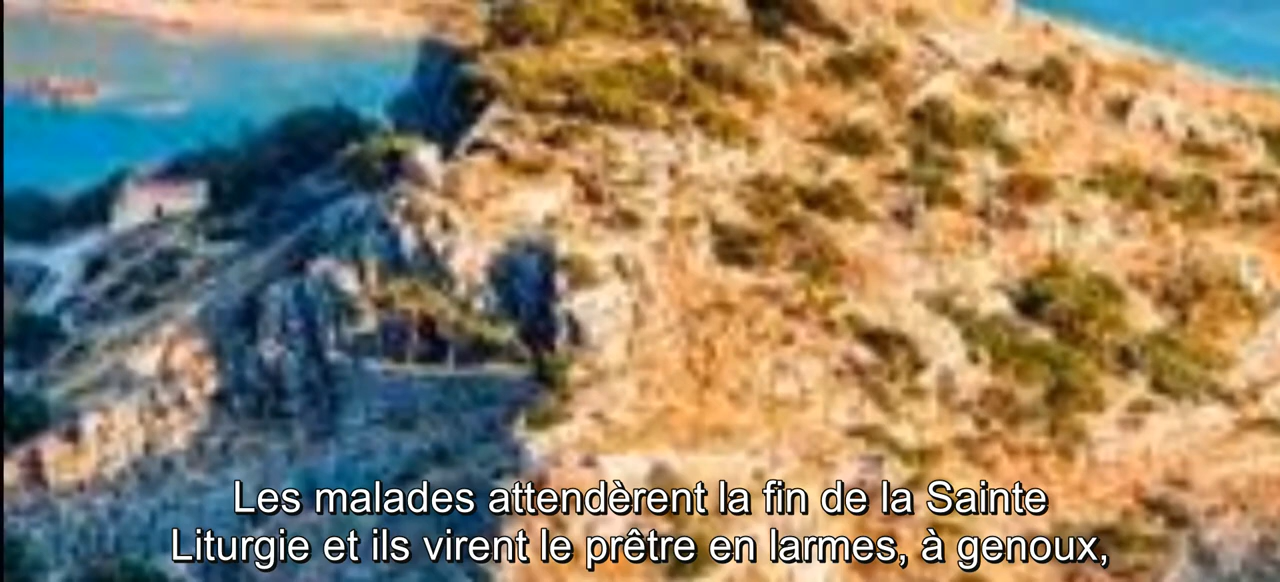 Les malades attendèrent la fin de la Sainte
Liturgie et ils virent le prêtre en larmes, à genoux,